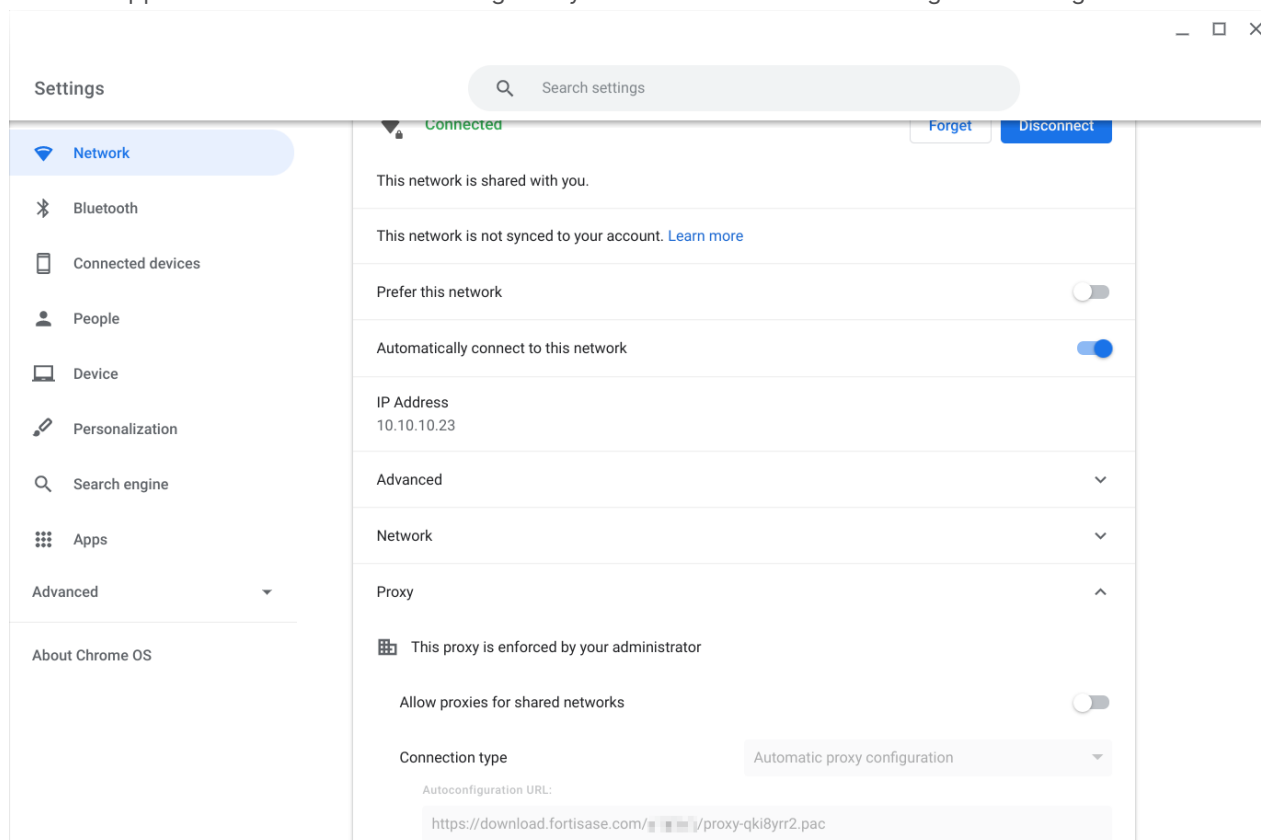 Settings
Search settings
Connected
Forget
Disconnect
Network
This network is shared with you.
Bluetooth
This network is not synced to your account. Learn more
Connected devices
Prefer this network
People
Automatically connect to this network
Device
IP Address
10.10.10.23
Personalization
Search engine
Advanced
Apps
Network
Advanced
Proxy
About Chrome OS
This proxy is enforced by your administrator
Allow proxies for shared networks
Connection type
Automatic proxy configuration
Autoconfiguration URL:
https://download.fortisase.com/ /proxy-qki8yrr2.pac